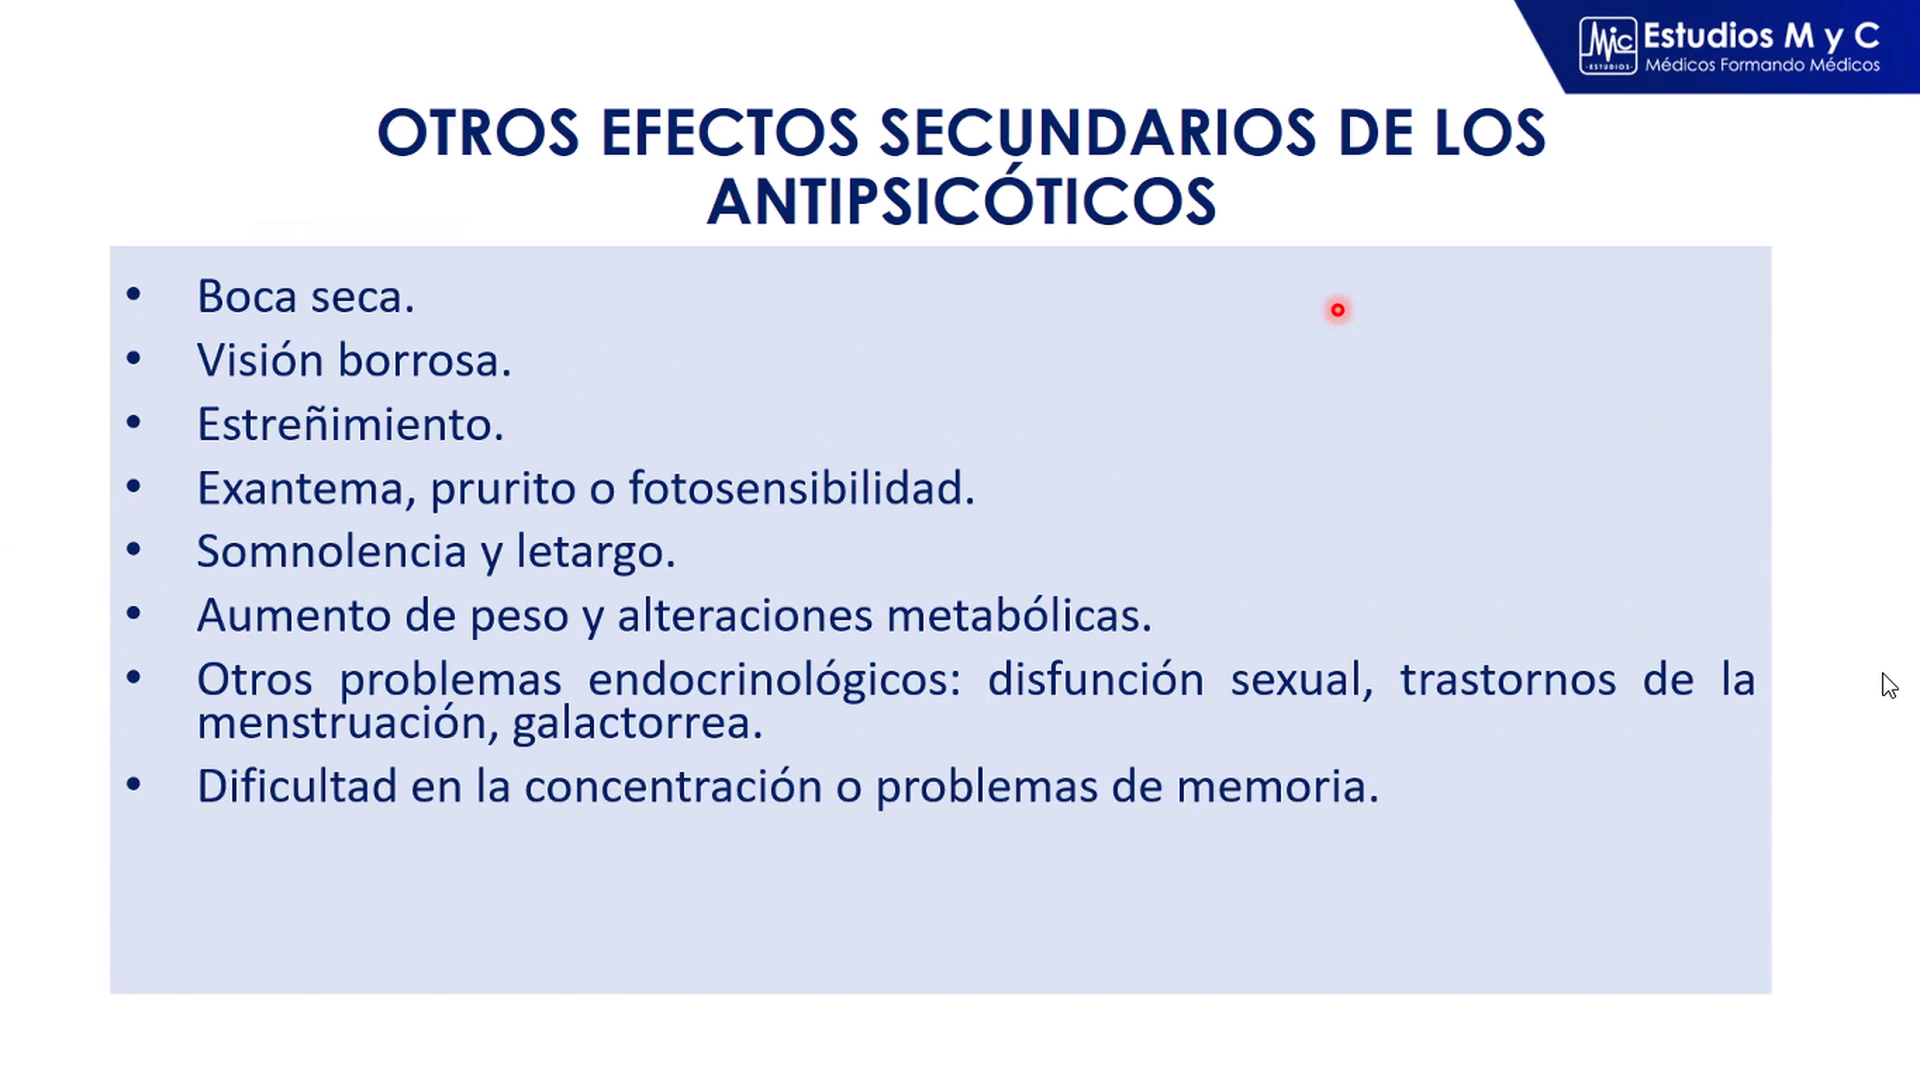 Mic
ESTUDIOS
Estudios M y C
Médicos Formando Médicos
OTROS EFECTOS SECUNDARIOS DE LOS
ANTIPSICÓTICOS
• Boca seca.
• Visión borrosa.
• Estreñimiento.
• Exantema, prurito o fotosensibilidad.
• Somnolencia y letargo.
• Aumento de peso y alteraciones metabólicas.
• Otros problemas endocrinológicos: disfunción sexual, trastornos de la
menstruación, galactorrea.
• Dificultad en la concentración o problemas de memoria.